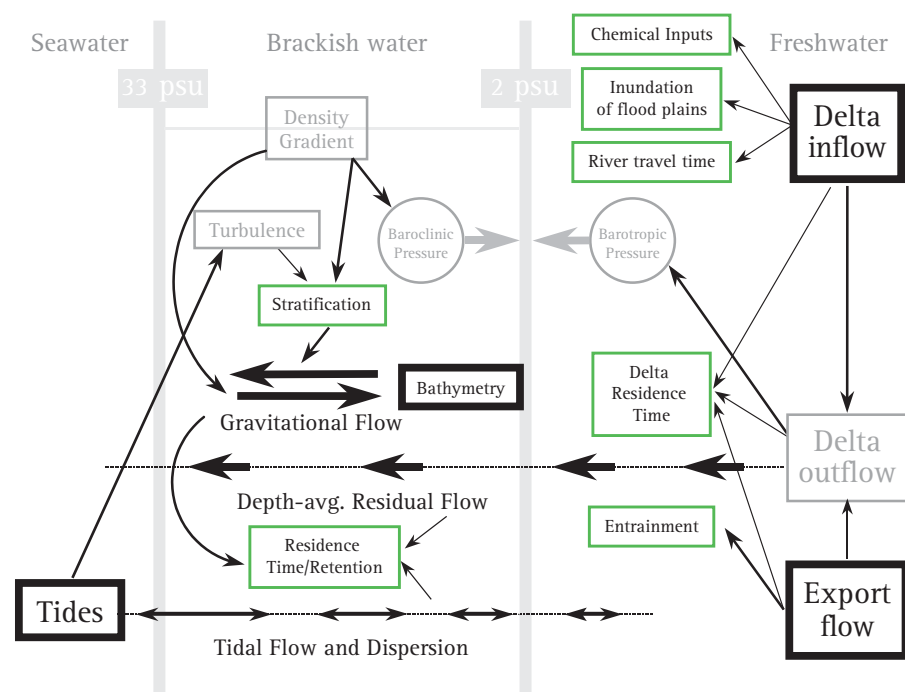 Seawater
Brackish water
Freshwater
33 psu
2 psu
Chemical Inputs
Inundation
of flood plains
River travel time
Delta
inflow
Density
Gradient
Turbulence
Baroclinic
Pressure
Barotropic
Pressure
Stratification
Bathymetry
Gravitational Flow
Delta
Residence
Time
Delta
outflow
Depth-avg. Residual Flow
Entrainment
Residence
Time/Retention
Tides
Export
flow
Tidal Flow and Dispersion